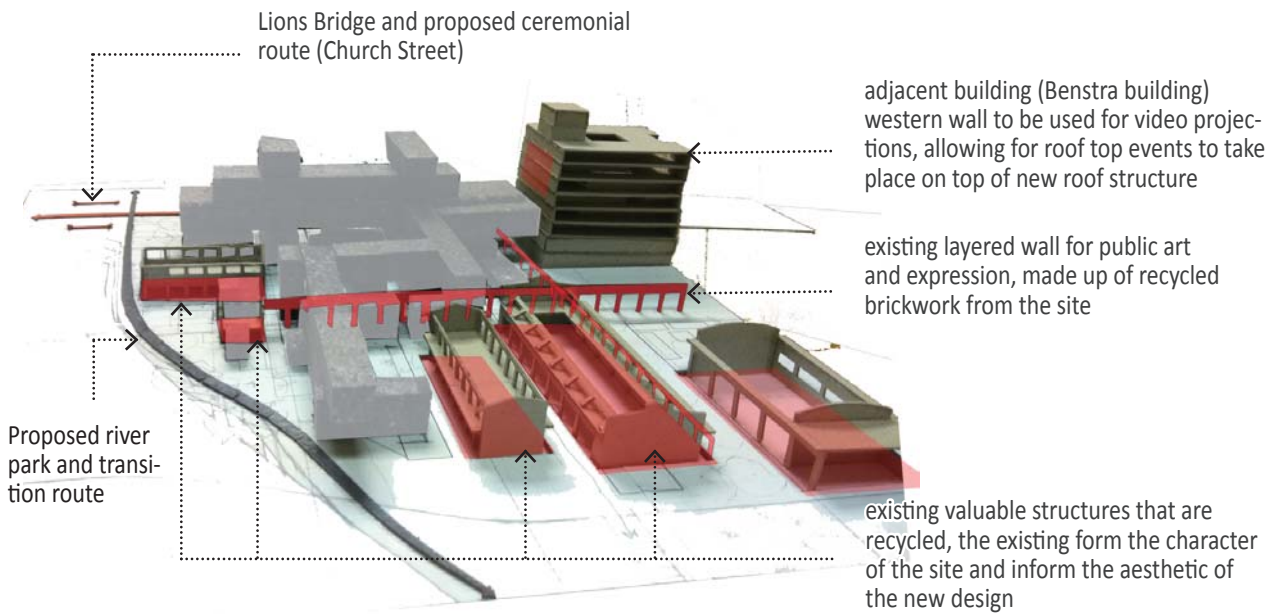 Lions Bridge and proposed ceremonial
route (Church Street)
adjacent building (Benstra building)
western wall to be used for video projec-
tions, allowing for roof top events to take
place on top of new roof structure
existing layered wall for public art
and expression, made up of recycled
brickwork from the site
Proposed river
park and transi-
tion route
existing valuable structures that are
recycled, the existing form the character
of the site and inform the aesthetic of
the new design